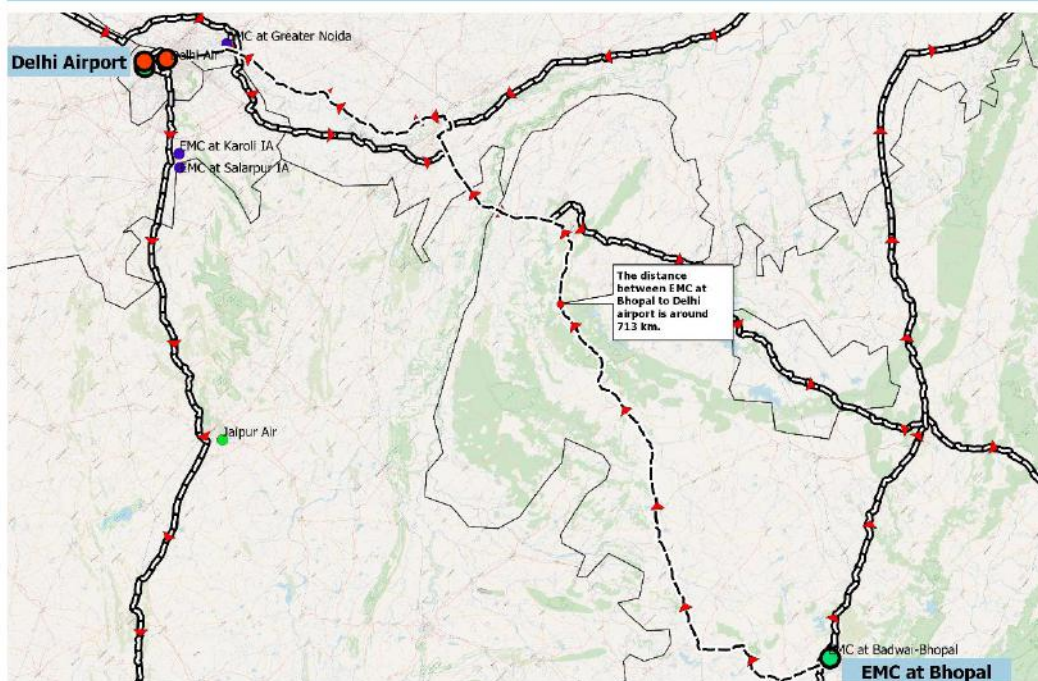 EMC at Greater Noida
Delhi Airport
Delhi Air
EMC at Karoli IA
EMC at Salarpur IA
The distance
between EMC at
Bhopal to Delhi
airport is around
713 km.
Jaipur Air
EMC at Badwai-Bhopal
EMC at Bhopal